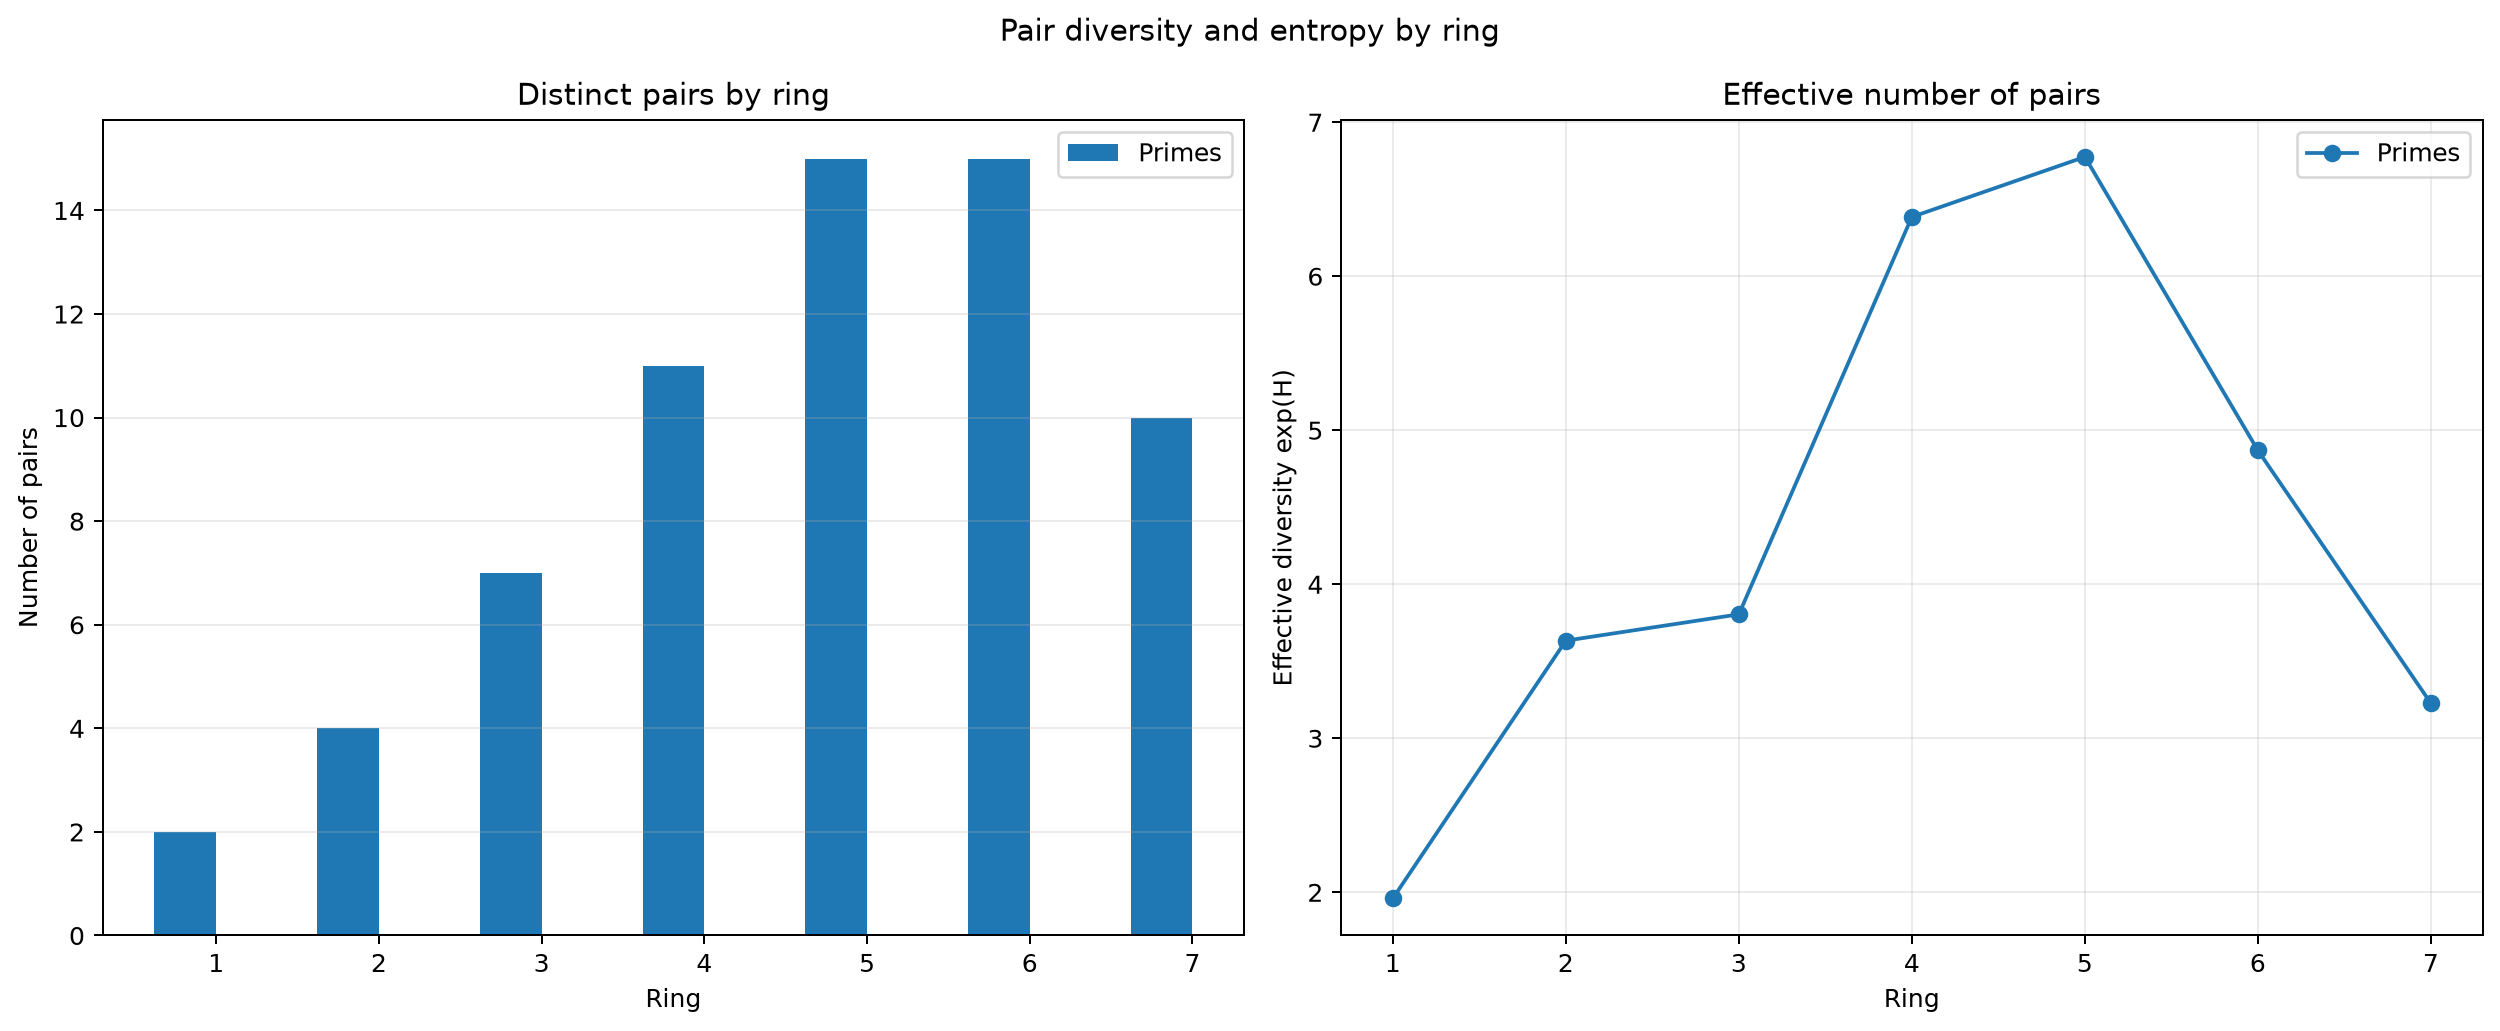 Pair diversity and entropy by ring
Distinct pairs by ring
Primes
Number of pairs
14
12
10
8
6
4
2
0
1 2 3 4 5 6 7
Ring
Effective number of pairs
Primes
Effective diversity exp(H)
7
6
5
4
3
2
1 2 3 4 5 6 7
Ring